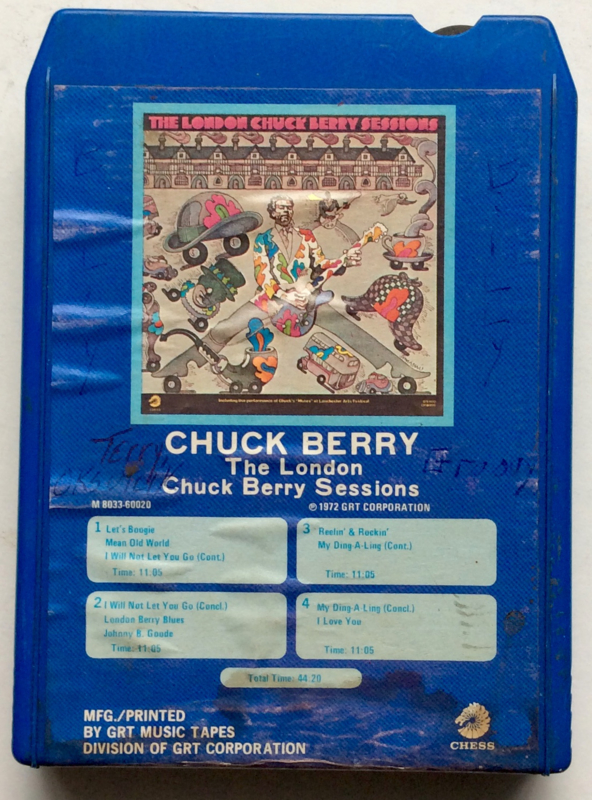 THE LONDON CHUCK BERRY SESSIONS
CHUCK BERRY
The London
Chuck Berry Sessions
M 8033-60020
℗ 1972 GRT CORPORATION
1 Let's Boogie
Mean Old World
I Will Not Let You Go (Cont.)
Time: 11:05
3 Reelin' & Rockin'
My Ding-A-Ling (Cont.)
Time: 11:05
2 I Will Not Let You Go (Concl.)
London Berry Blues
Johnny B. Goode
Time: 11:05
4 My Ding-A-Ling (Concl.)
I Love You
Time: 11:05
Total Time: 44.20
MFG./PRINTED
BY GRT MUSIC TAPES
DIVISION OF GRT CORPORATION
CHESS